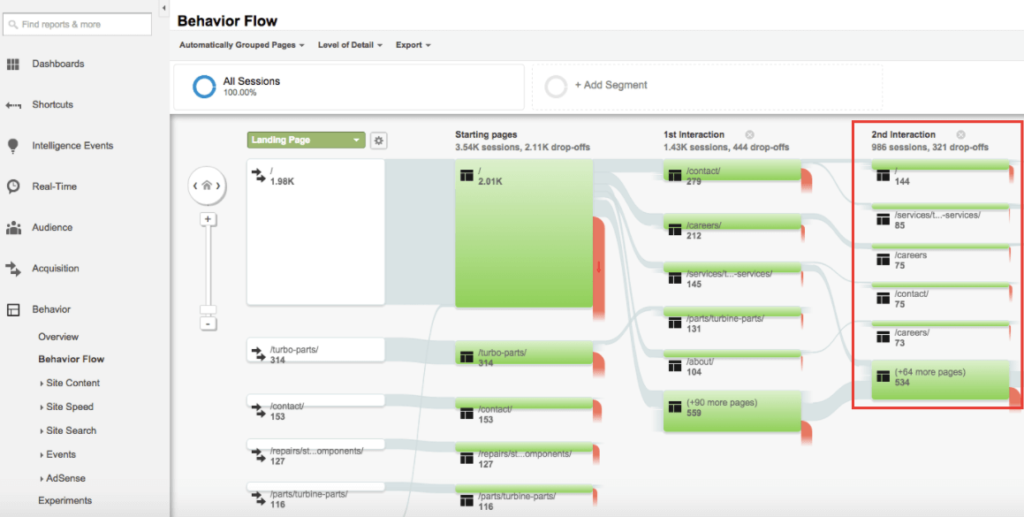 Find reports & more
Dashboards
Shortcuts
Intelligence Events
Real-Time
Audience
Acquisition
Behavior
Overview
Behavior Flow
Site Content
Site Speed
Site Search
Events
AdSense
Experiments
Behavior Flow
Automatically Grouped Pages
Level of Detail
Export
All Sessions
100.00%
+ Add Segment
Landing Page
/
1.98K
/turbo-parts/
314
/contact/
153
/repairs/st...omponents/
127
/parts/turbine-parts/
116
Starting pages
3.54K sessions, 2.11K drop-offs
/
2.01K
/turbo-parts/
314
/contact/
153
/repairs/st...omponents/
127
/parts/turbine-parts/
116
1st Interaction
1.43K sessions, 444 drop-offs
/contact/
279
/careers/
212
/services/t...-services/
145
/parts/turbine-parts/
131
/about/
104
(+90 more pages)
559
2nd Interaction
986 sessions, 321 drop-offs
/
144
/services/t...-services/
85
/careers
75
/contact/
75
/careers/
73
(+64 more pages)
534